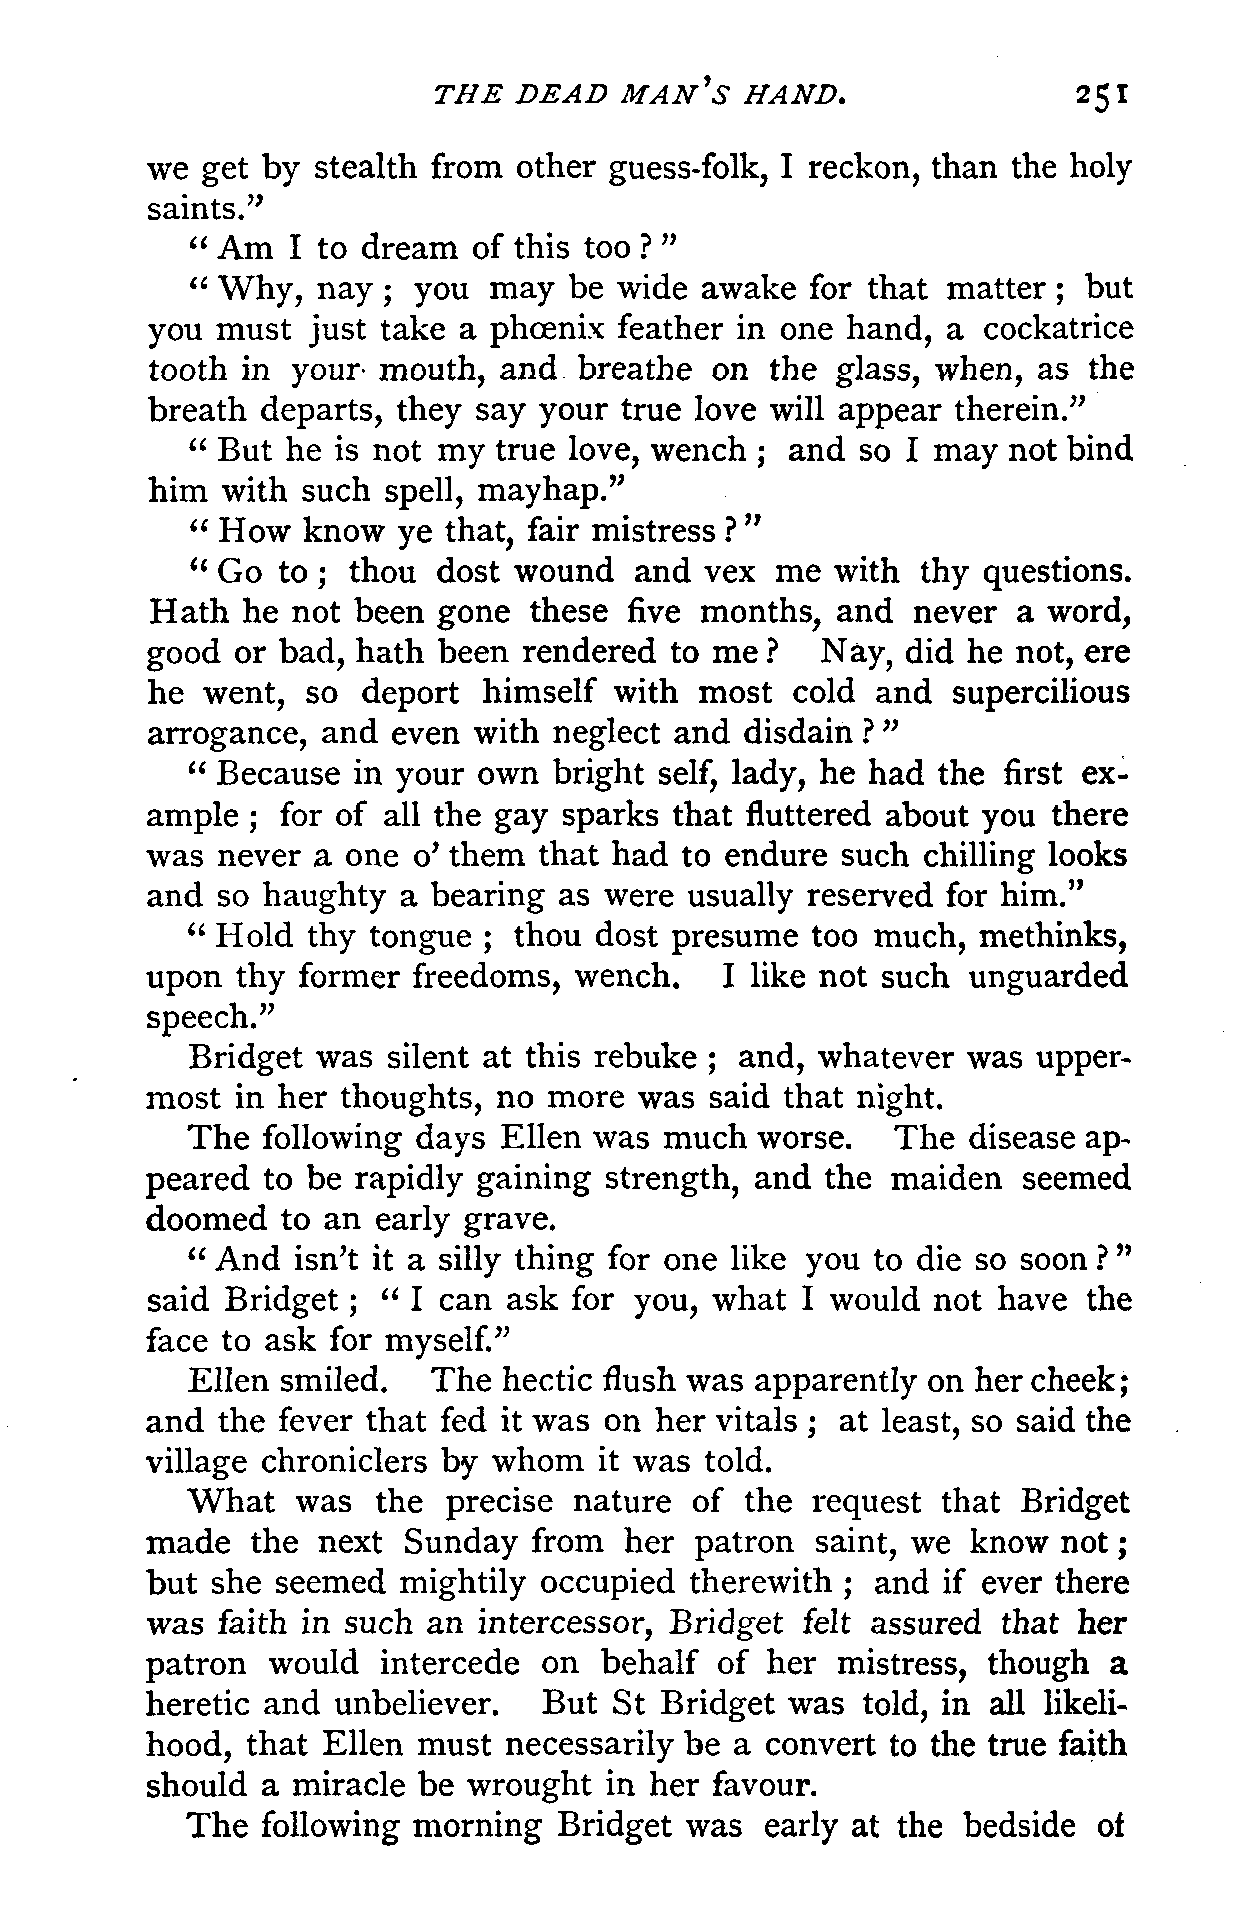 THE DEAD MAN'S HAND. 251
we get by stealth from other guess-folk, I reckon, than the holy
saints."
"Am I to dream of this too?"
"Why, nay; you may be wide awake for that matter; but
you must just take a phœnix feather in one hand, a cockatrice
tooth in your mouth, and breathe on the glass, when, as the
breath departs, they say your true love will appear therein."
"But he is not my true love, wench; and so I may not bind
him with such spell, mayhap."
"How know ye that, fair mistress?"
"Go to; thou dost wound and vex me with thy questions.
Hath he not been gone these five months, and never a word,
good or bad, hath been rendered to me? Nay, did he not, ere
he went, so deport himself with most cold and supercilious
arrogance, and even with neglect and disdain?"
"Because in your own bright self, lady, he had the first ex-
ample; for of all the gay sparks that fluttered about you there
was never a one o' them that had to endure such chilling looks
and so haughty a bearing as were usually reserved for him."
"Hold thy tongue; thou dost presume too much, methinks,
upon thy former freedoms, wench. I like not such unguarded
speech."
Bridget was silent at this rebuke; and, whatever was upper-
most in her thoughts, no more was said that night.
The following days Ellen was much worse. The disease ap-
peared to be rapidly gaining strength, and the maiden seemed
doomed to an early grave.
"And isn't it a silly thing for one like you to die so soon?"
said Bridget; "I can ask for you, what I would not have the
face to ask for myself."
Ellen smiled. The hectic flush was apparently on her cheek;
and the fever that fed it was on her vitals; at least, so said the
village chroniclers by whom it was told.
What was the precise nature of the request that Bridget
made the next Sunday from her patron saint, we know not;
but she seemed mightily occupied therewith; and if ever there
was faith in such an intercessor, Bridget felt assured that her
patron would intercede on behalf of her mistress, though a
heretic and unbeliever. But St Bridget was told, in all likeli-
hood, that Ellen must necessarily be a convert to the true faith
should a miracle be wrought in her favour.
The following morning Bridget was early at the bedside of